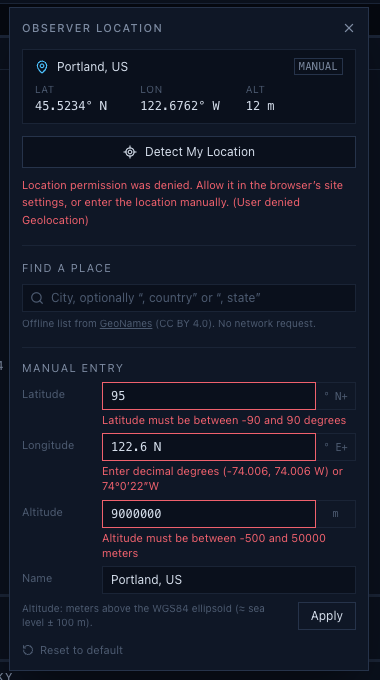 OBSERVER LOCATION
Portland, US
MANUAL
LAT LON ALT
45.5234° N 122.6762° W 12 m
Detect My Location
Location permission was denied. Allow it in the browser's site
settings, or enter the location manually. (User denied
Geolocation)
FIND A PLACE
City, optionally “, country” or “, state”
Offline list from GeoNames (CC BY 4.0). No network request.
MANUAL ENTRY
Latitude 95 ° N+
Latitude must be between -90 and 90 degrees
Longitude 122.6 N ° E+
Enter decimal degrees (-74.006, 74.006 W) or
74°0′22″W
Altitude 9000000 m
Altitude must be between -500 and 50000
meters
Name Portland, US
Altitude: meters above the WGS84 ellipsoid (≈ sea
level ± 100 m).
Apply
Reset to default